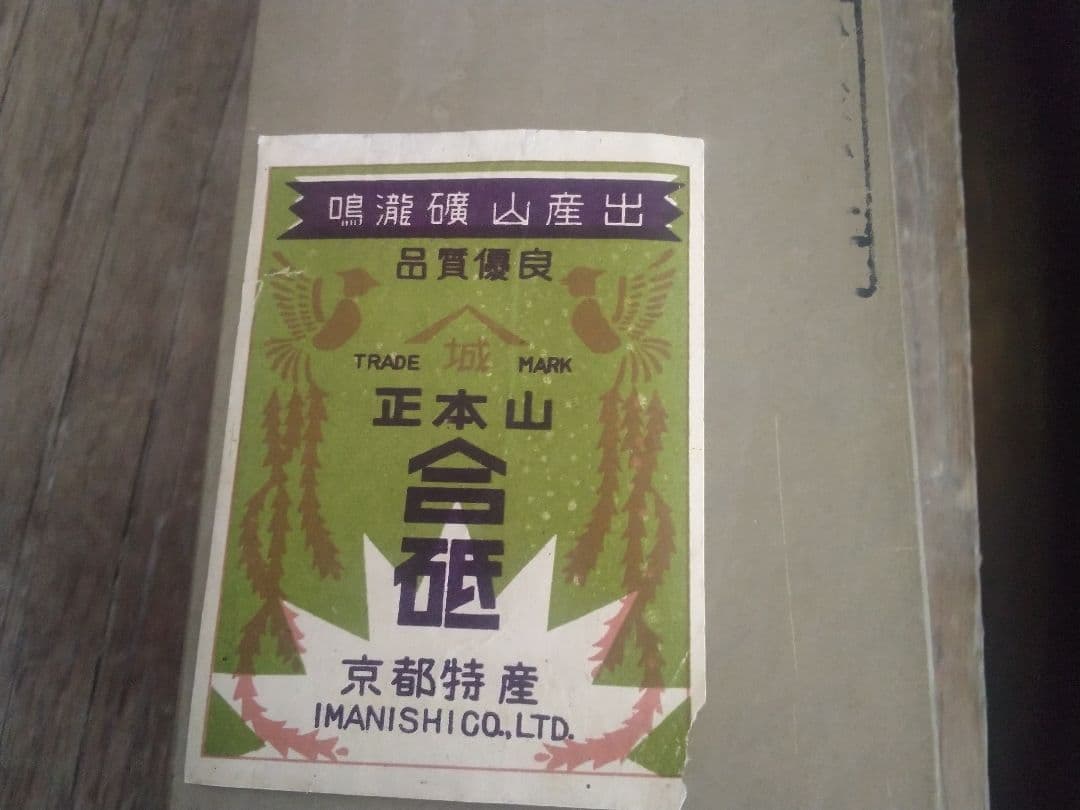 鳴瀧礦山産出
品質優良
TRADE 城 MARK
正本山
合
砥
京都特産
IMANISHI CO., LTD.